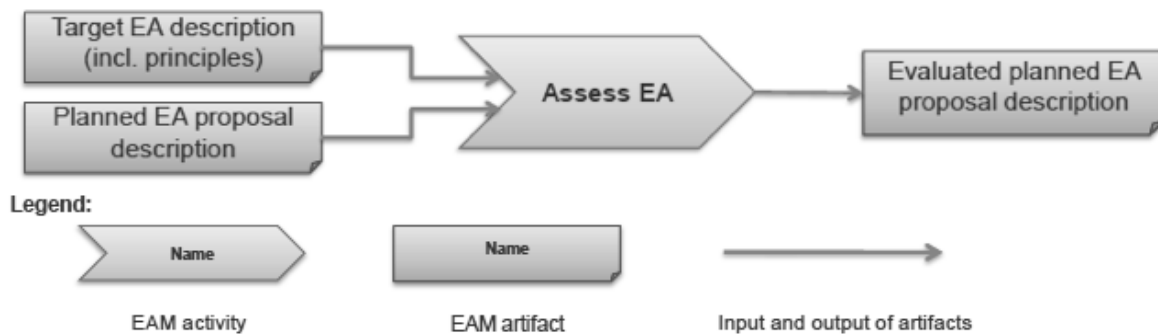 Target EA description
(incl. principles)
Planned EA proposal
description
Assess EA
Evaluated planned EA
proposal description
Legend:
Name
Name
EAM activity
EAM artifact
Input and output of artifacts